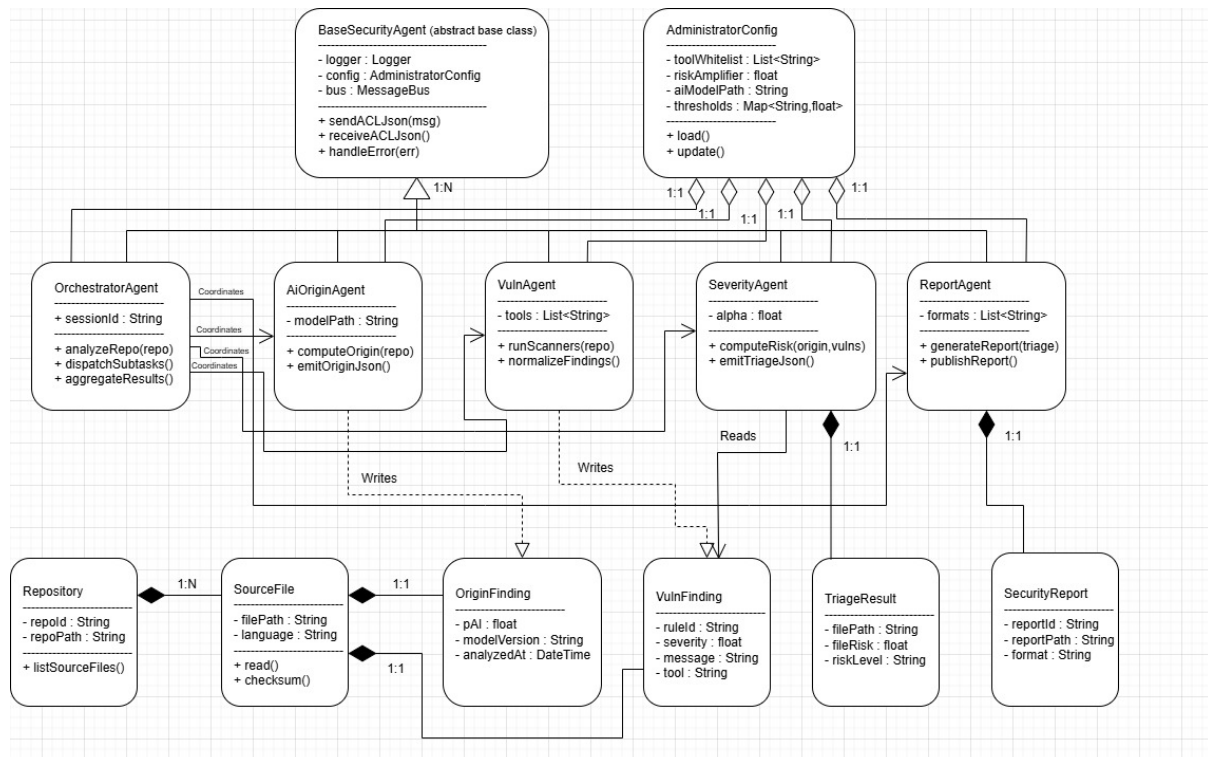 BaseSecurityAgent (abstract base class)
- logger : Logger
- config : AdministratorConfig
- bus : MessageBus
+ sendACLJson(msg)
+ receiveACLJson()
+ handleError(err)
AdministratorConfig
- toolWhitelist : List<String>
- riskAmplifier : float
- aiModelPath : String
- thresholds : Map<String,float>
+ load()
+ update()
1:N
1:1
1:1
1:1
1:1
1:1
OrchestratorAgent
+ sessionId : String
+ analyzeRepo(repo)
+ dispatchSubtasks()
+ aggregateResults()
Coordinates
Coordinates
Coordinates
Coordinates
AiOriginAgent
- modelPath : String
+ computeOrigin(repo)
+ emitOriginJson()
VulnAgent
- tools : List<String>
+ runScanners(repo)
+ normalizeFindings()
SeverityAgent
- alpha : float
+ computeRisk(origin,vulns)
+ emitTriageJson()
ReportAgent
- formats : List<String>
+ generateReport(triage)
+ publishReport()
Reads
1:1
1:1
Writes
Writes
Repository
- repoId : String
- repoPath : String
+ listSourceFiles()
1:N
SourceFile
- filePath : String
- language : String
+ read()
+ checksum()
1:1
1:1
OriginFinding
- pAI : float
- modelVersion : String
- analyzedAt : DateTime
VulnFinding
- ruleId : String
- severity : float
- message : String
- tool : String
TriageResult
- filePath : String
- fileRisk : float
- riskLevel : String
SecurityReport
- reportId : String
- reportPath : String
- format : String